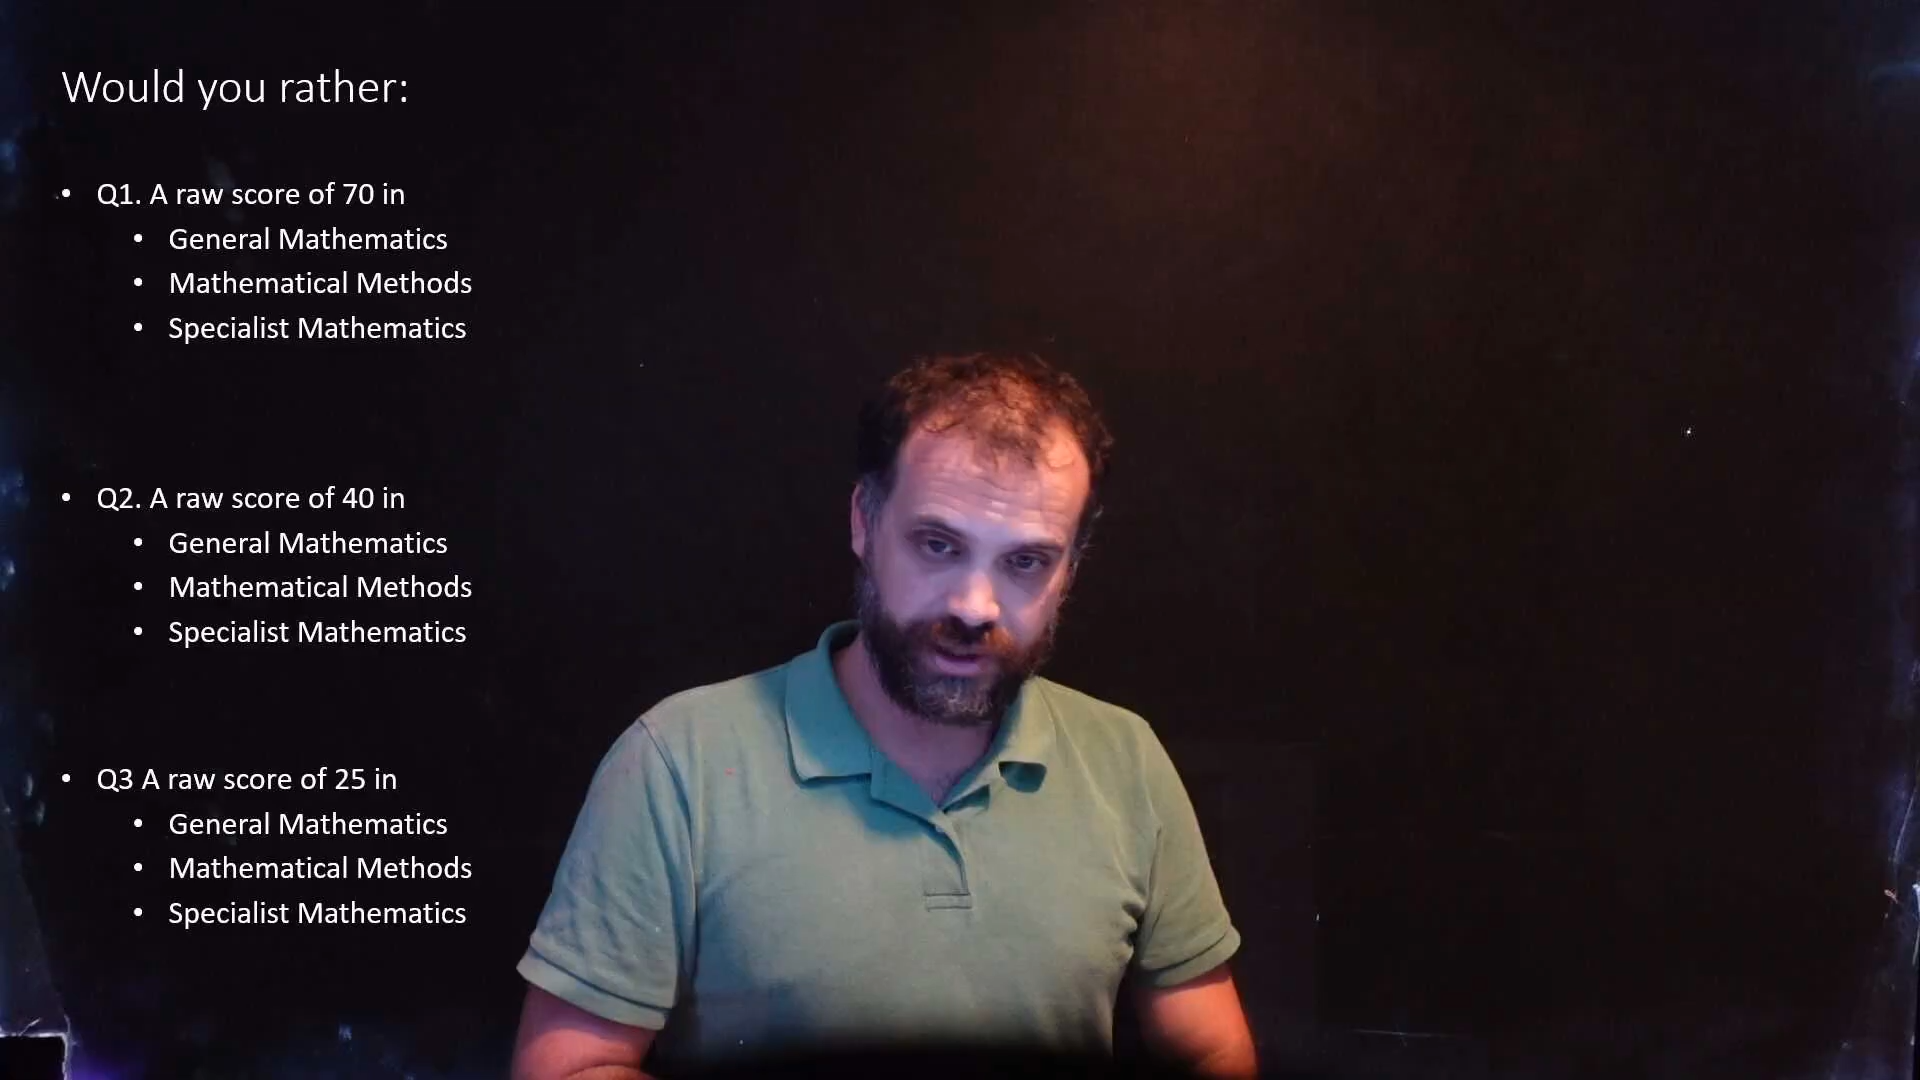 Would you rather:
• Q1. A raw score of 70 in
• General Mathematics
• Mathematical Methods
• Specialist Mathematics
• Q2. A raw score of 40 in
• General Mathematics
• Mathematical Methods
• Specialist Mathematics
• Q3 A raw score of 25 in
• General Mathematics
• Mathematical Methods
• Specialist Mathematics